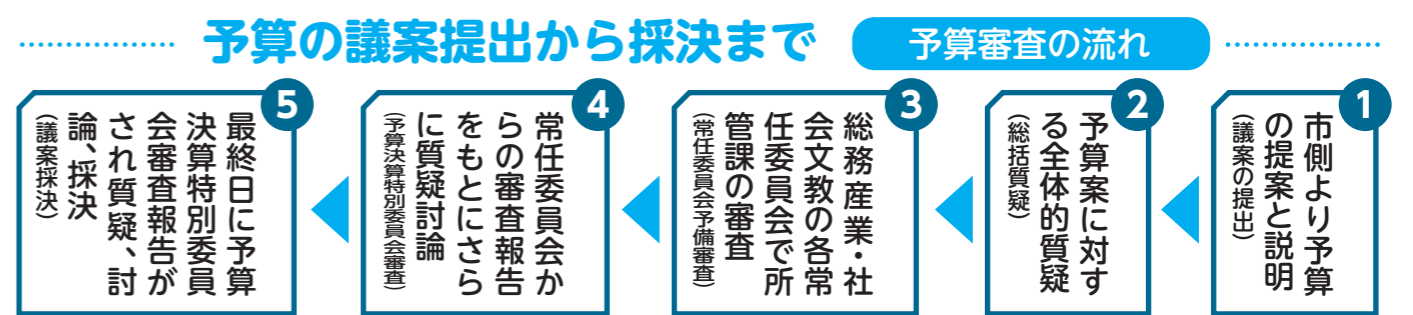 予算の議案提出から採決まで
予算審査の流れ
1
市側より予算
の提案と説明
(議案の提出)
2
予算案に対す
る全体的質疑
(総括質疑)
3
総務産業・社
会文教の各常
任委員会で所
管課の審査
(常任委員会予備審査)
4
常任委員会か
らの審査報告
をもとにさら
に質疑討論
(予算決算特別委員会審査)
5
最終日に予算
決算特別委員
会審査報告が
され質疑、討
論、採決
(議案採決)